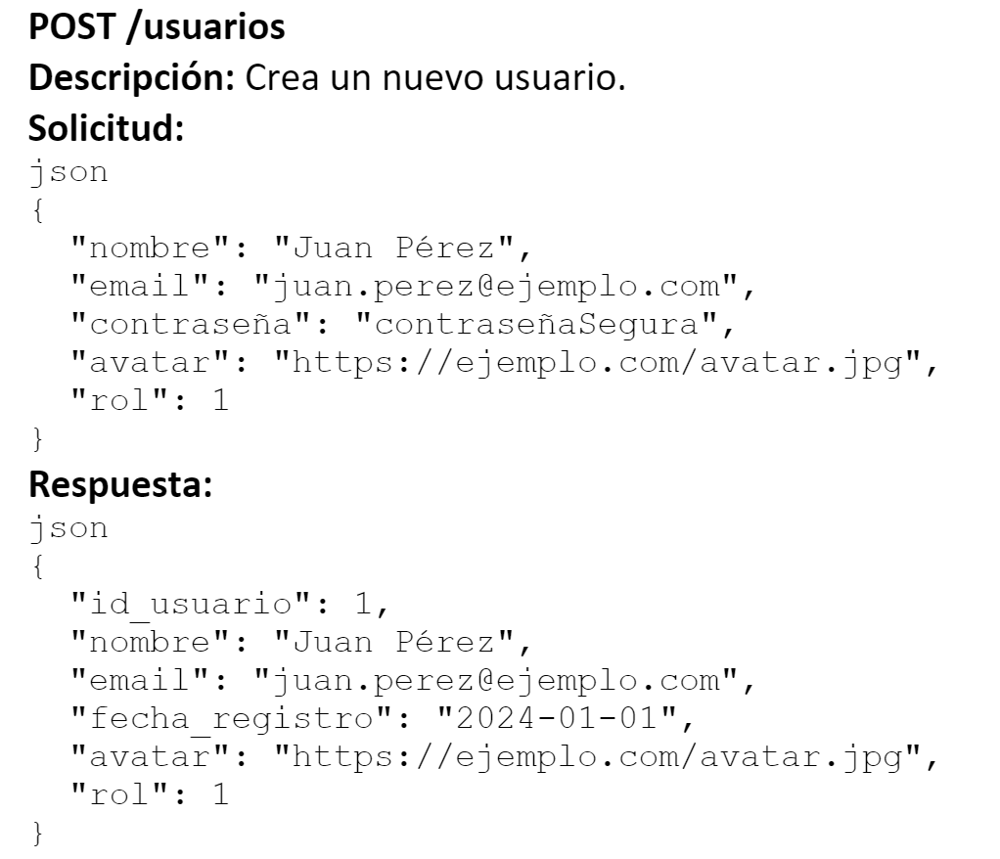 POST /usuarios
Descripción: Crea un nuevo usuario.
Solicitud:
json
{
  "nombre": "Juan Pérez",
  "email": "juan.perez@ejemplo.com",
  "contraseña": "contraseñaSegura",
  "avatar": "https://ejemplo.com/avatar.jpg",
  "rol": 1
}
Respuesta:
json
{
  "id_usuario": 1,
  "nombre": "Juan Pérez",
  "email": "juan.perez@ejemplo.com",
  "fecha_registro": "2024-01-01",
  "avatar": "https://ejemplo.com/avatar.jpg",
  "rol": 1
}